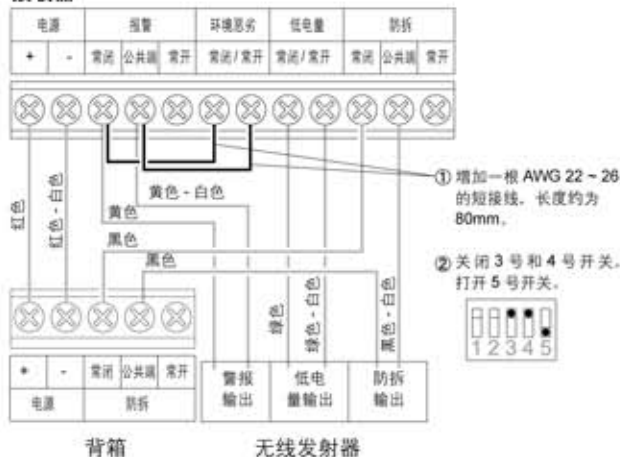 电源 报警 环境恶劣 低电量 防拆
+ - 常闭 公共端 常开 常闭/常开 常闭/常开 常闭 公共端 常开
① 增加一根 AWG 22 ~ 26
的短接线，长度约为
80mm。
黄色 - 白色
黄色
红色
红色 - 白色
黑色
黑色
② 关闭 3 号和 4 号开关，
打开 5 号开关。
1 2 3 4 5
绿色
绿色 - 白色
黑色 - 白色
+ - 常闭 公共端 常开
电源 防拆
警报
输出
低电
量输出
防拆
输出
背箱
无线发射器